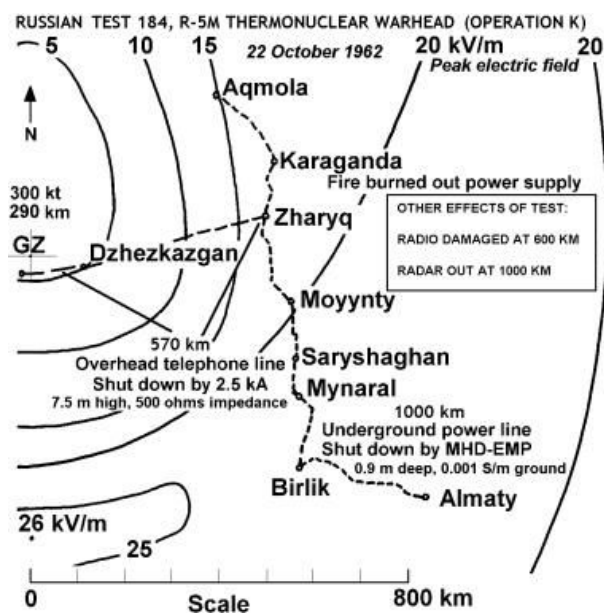 RUSSIAN TEST 184, R-5M THERMONUCLEAR WARHEAD (OPERATION K)
5 10 15 22 October 1962 20 kV/m 20
Peak electric field
Aqmola
N
Karaganda
Fire burned out power supply
300 kt
290 km
Zharyq
OTHER EFFECTS OF TEST:
RADIO DAMAGED AT 600 KM
RADAR OUT AT 1000 KM
GZ
Dzhezkazgan
Moyynty
570 km
Overhead telephone line
Shut down by 2.5 kA
7.5 m high, 500 ohms impedance
Saryshaghan
Mynaral
1000 km
Underground power line
Shut down by MHD-EMP
0.9 m deep, 0.001 S/m ground
Birlik
Almaty
26 kV/m
25
0 800 km
Scale